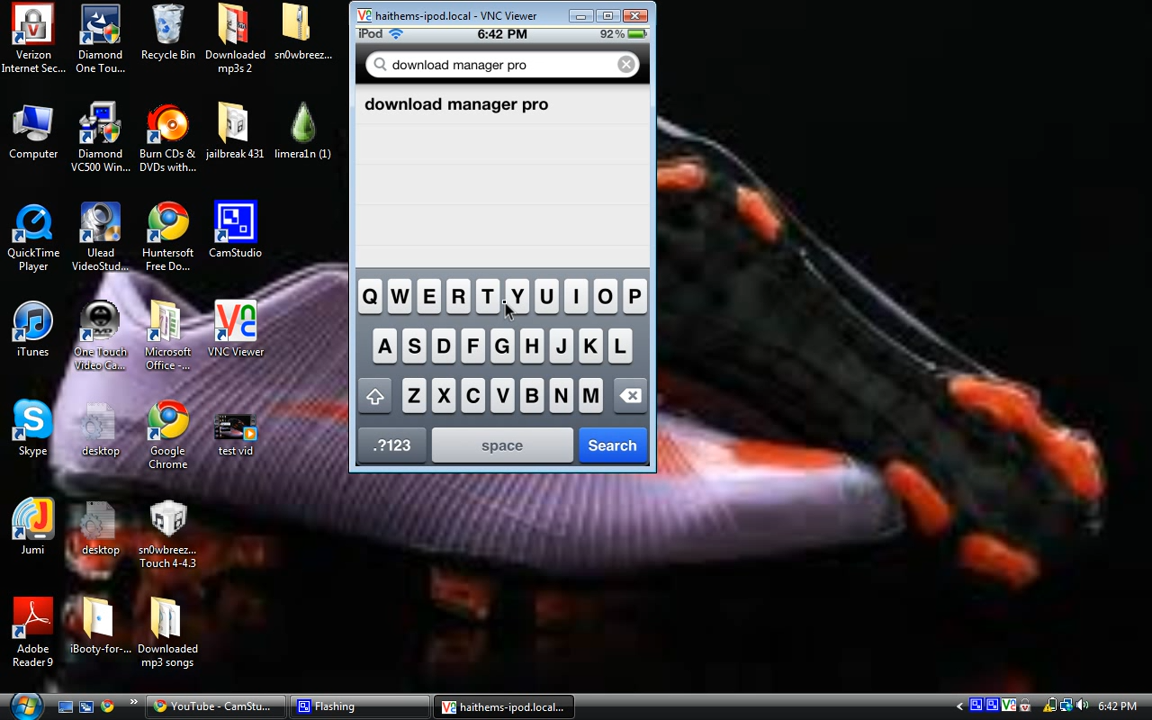 haithems-ipod.local - VNC Viewer
iPod 6:42 PM 92%
download manager pro
download manager pro
Q W E R T Y U I O P
A S D F G H J K L
Z X C V B N M
.?123 space Search
Verizon Internet Sec...
Diamond One Tou...
Recycle Bin
Downloaded mp3s 2
sn0wbreez...
Computer
Diamond VC500 Win...
Burn CDs & DVDs with...
jailbreak 431
limera1n (1)
QuickTime Player
Ulead VideoStud...
Huntersoft Free Do...
CamStudio
iTunes
One Touch Video Ca...
Microsoft Office -...
VNC Viewer
Skype
desktop
Google Chrome
test vid
Jumi
desktop
sn0wbreez... Touch 4-4.3
Adobe Reader 9
iBooty-for-...
Downloaded mp3 songs
YouTube - CamStu...
Flashing
haithems-ipod.local...
6:42 PM